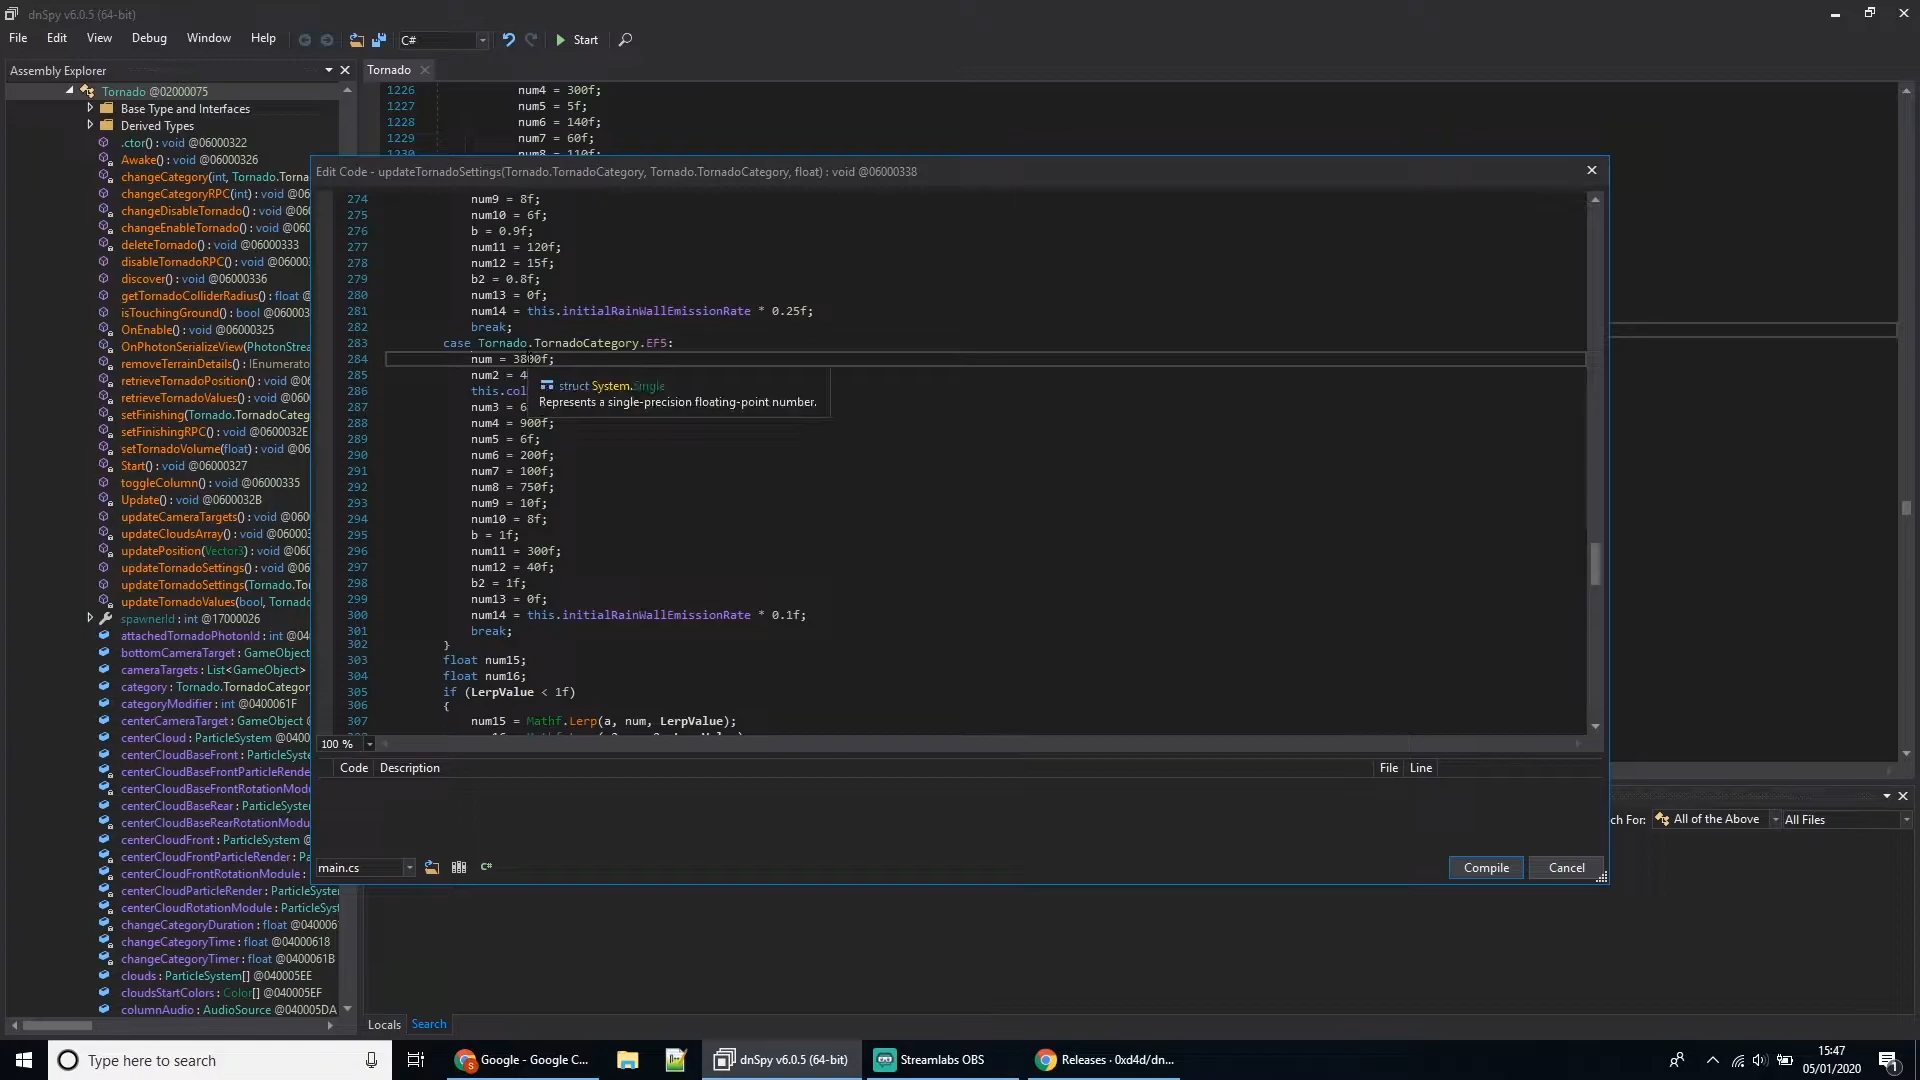 dnSpy v6.0.5 (64-bit)
File Edit View Debug Window Help C# Start
Assembly Explorer
Tornado @02000075
Base Type and Interfaces
Derived Types
.ctor() : void @06000322
Awake() : void @06000326
changeCategory(int, Tornado.Torna
changeCategoryRPC(int) : void @06
changeDisableTornado() : void @06
changeEnableTornado() : void @060
deleteTornado() : void @06000333
disableTornadoRPC() : void @06000
discover() : void @06000336
getTornadoColliderRadius() : float @
isTouchingGround() : bool @060003
OnEnable() : void @06000325
OnPhotonSerializeView(PhotonStrea
removeTerrainDetails() : IEnumerato
retrieveTornadoPosition() : void @060
retrieveTornadoValues() : void @060
setFinishing(Tornado.TornadoCateg
setFinishingRPC() : void @0600032E
setTornadoVolume(float) : void @06
Start() : void @06000327
toggleColumn() : void @06000335
Update() : void @0600032B
updateCameraTargets() : void @060
updateCloudsArray() : void @06000
updatePosition(Vector3) : void @060
updateTornadoSettings() : void @06
updateTornadoSettings(Tornado.Tor
updateTornadoValues(bool, Tornado
spawnerId : int @17000026
attachedTornadoPhotonId : int @04
bottomCameraTarget : GameObject
cameraTargets : List<GameObject>
category : Tornado.TornadoCategor
categoryModifier : int @0400061F
centerCameraTarget : GameObject @
centerCloud : ParticleSystem @0400
centerCloudBaseFront : ParticleSyste
centerCloudBaseFrontParticleRende
centerCloudBaseFrontRotationModu
centerCloudBaseRear : ParticleSyster
centerCloudBaseRearRotationModu
centerCloudFront : ParticleSystem @
centerCloudFrontParticleRender : Pa
centerCloudFrontRotationModule :
centerCloudParticleRender : ParticleSyster
centerCloudRotationModule : ParticleSyst
changeCategoryDuration : float @040006
changeCategoryTime : float @04000618
changeCategoryTimer : float @0400061B
clouds : ParticleSystem[] @040005EE
cloudsStartColors : Color[] @040005EF
columnAudio : AudioSource @040005DA
Tornado
1226 num4 = 300f;
1227 num5 = 5f;
1228 num6 = 140f;
1229 num7 = 60f;
1230 num8 = 110f;
Edit Code - updateTornadoSettings(Tornado.TornadoCategory, Tornado.TornadoCategory, float) : void @06000338
274 num9 = 8f;
275 num10 = 6f;
276 b = 0.9f;
277 num11 = 120f;
278 num12 = 15f;
279 b2 = 0.8f;
280 num13 = 0f;
281 num14 = this.initialRainWallEmissionRate * 0.25f;
282 break;
283 case Tornado.TornadoCategory.EF5:
284 num = 3800f;
285 num2 = 4
286 this.col
287 num3 = 6
288 num4 = 900f;
289 num5 = 6f;
290 num6 = 200f;
291 num7 = 100f;
292 num8 = 750f;
293 num9 = 10f;
294 num10 = 8f;
295 b = 1f;
296 num11 = 300f;
297 num12 = 40f;
298 b2 = 1f;
299 num13 = 0f;
300 num14 = this.initialRainWallEmissionRate * 0.1f;
301 break;
302 }
303 float num15;
304 float num16;
305 if (LerpValue < 1f)
306 {
307 num15 = Mathf.Lerp(a, num, LerpValue);
struct System.Single
Represents a single-precision floating-point number.
100 %
Code Description File Line
main.cs C#
Compile Cancel
ch For: All of the Above All Files
Locals Search
Type here to search
Google - Google C...
dnSpy v6.0.5 (64-bit)
Streamlabs OBS
Releases · 0xd4d/dn...
15:47
05/01/2020
1